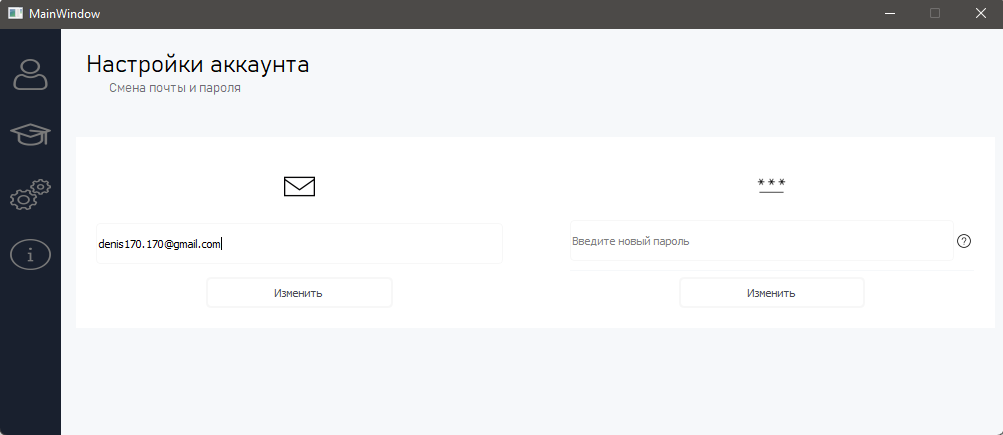 MainWindow
Настройки аккаунта
Смена почты и пароля
***
denis170.170@gmail.com
Введите новый пароль
?
Изменить
Изменить
i